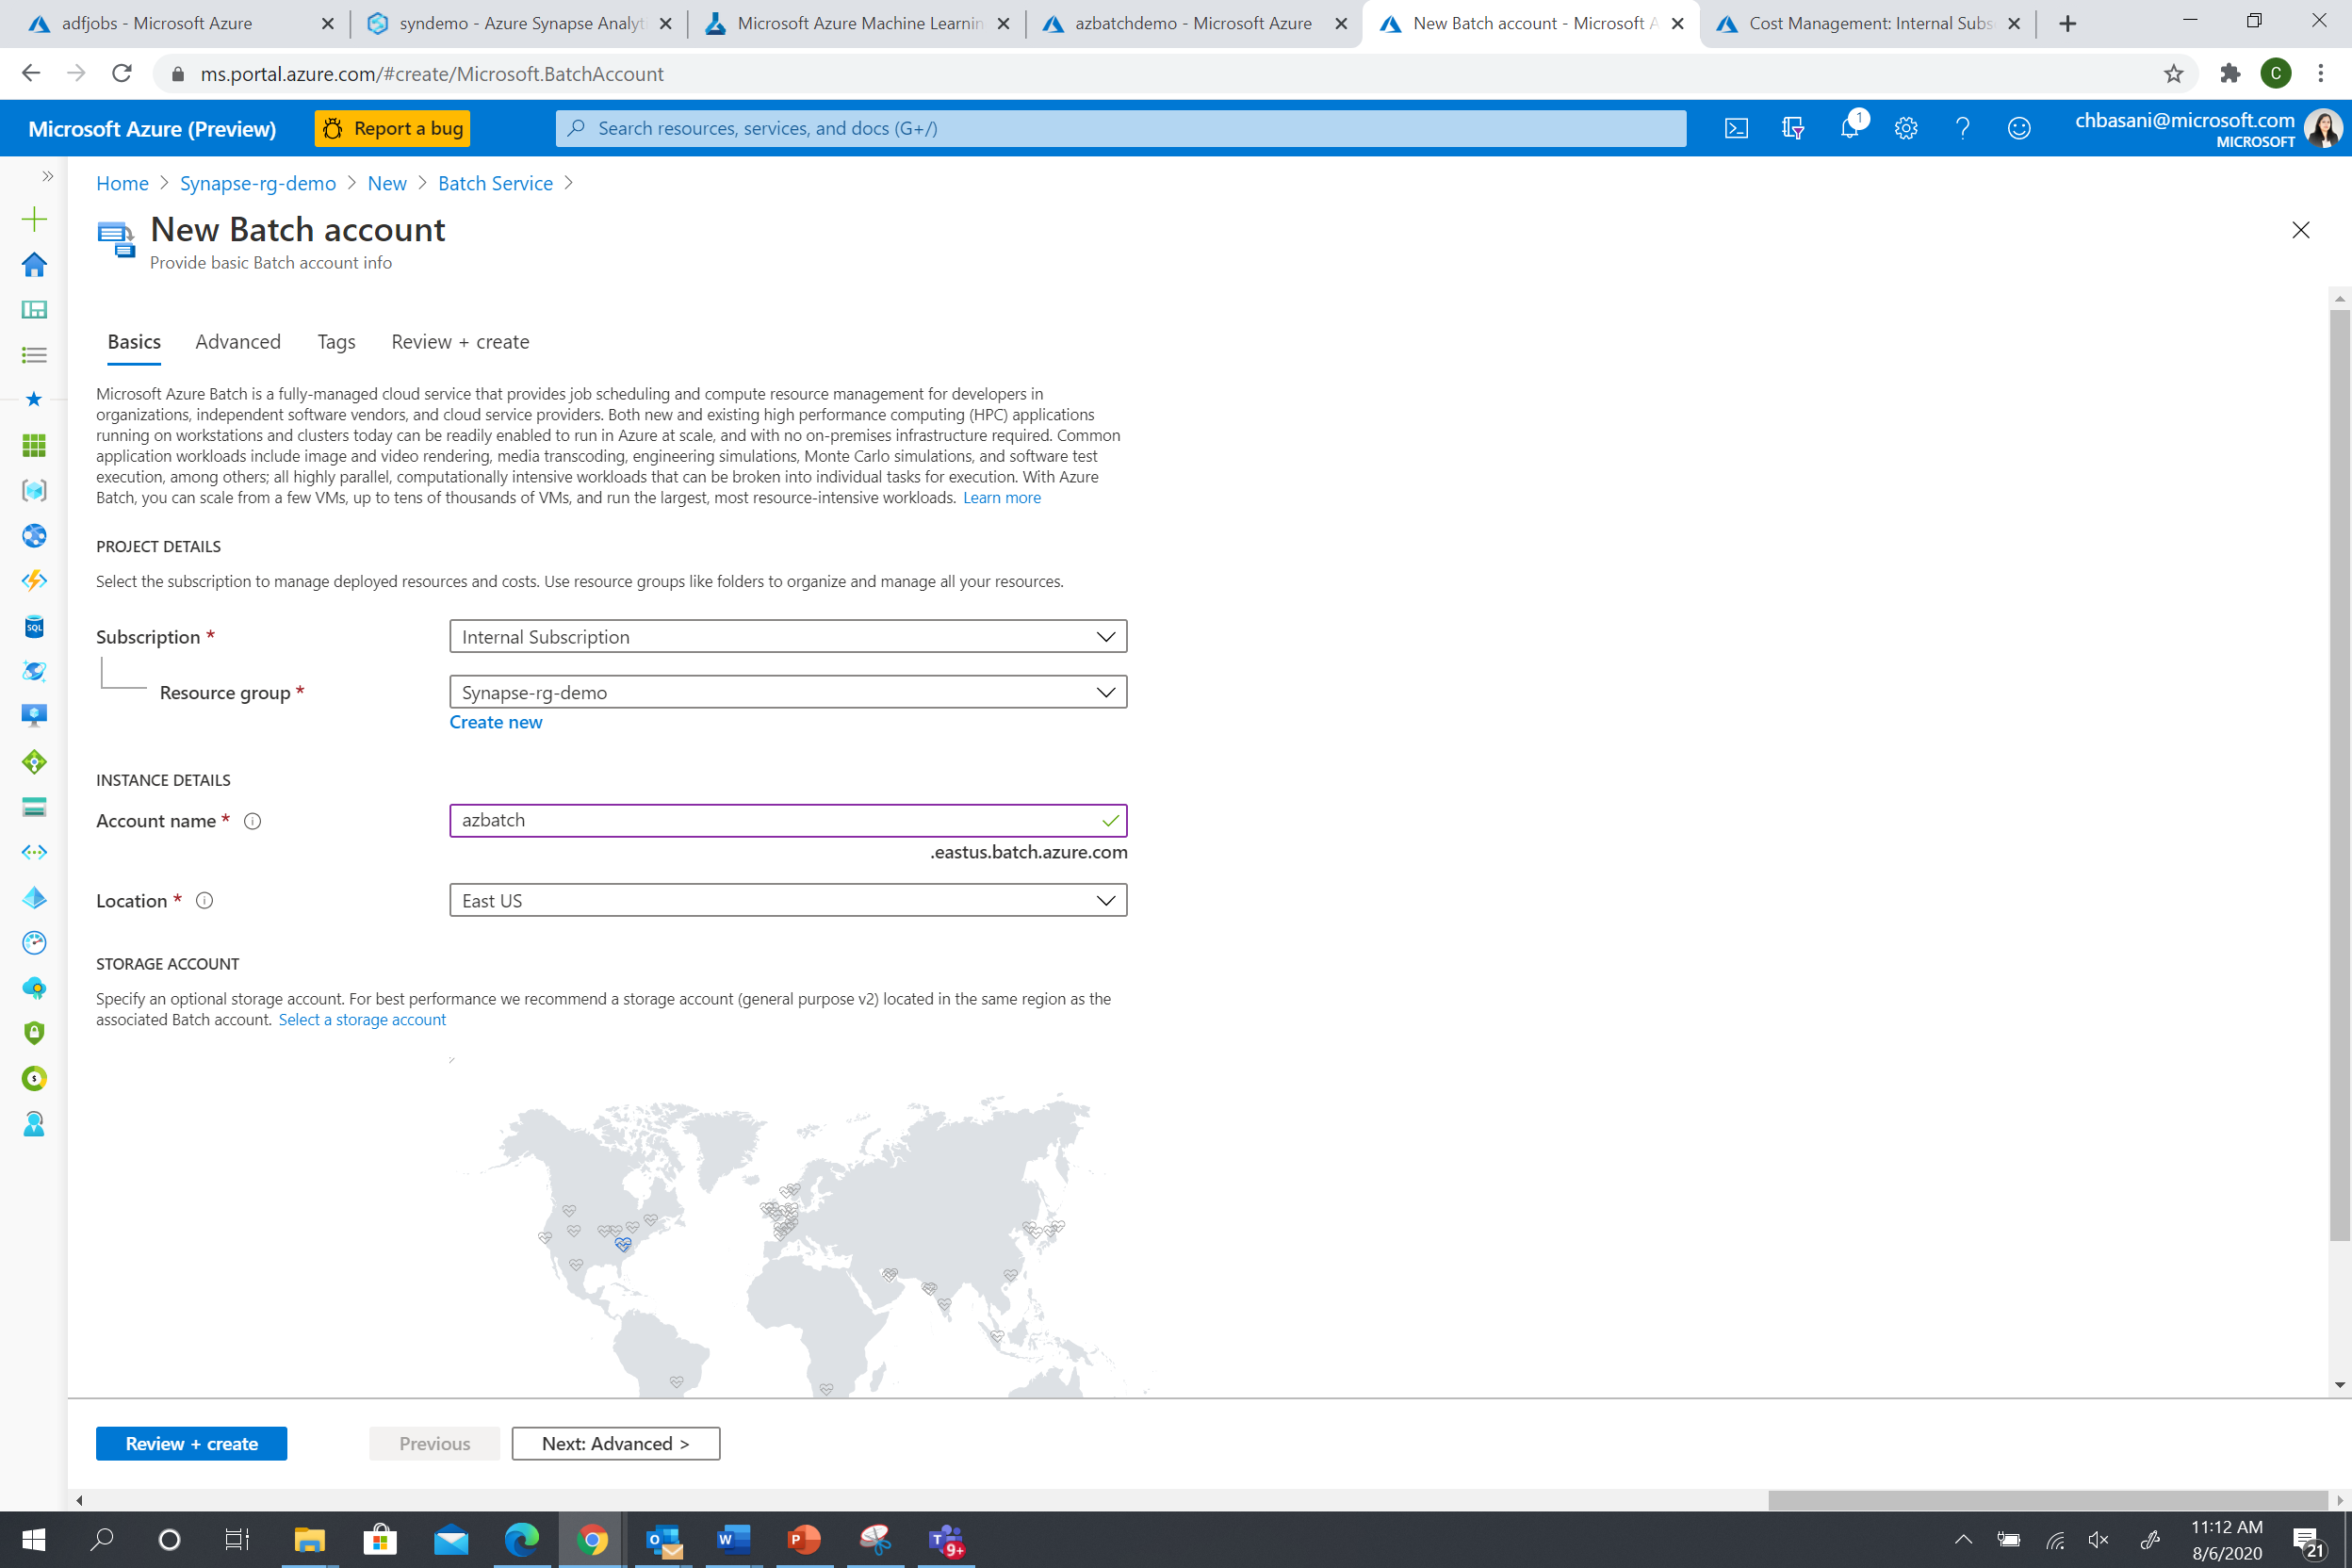 adfjobs - Microsoft Azure
syndemo - Azure Synapse Analyt
Microsoft Azure Machine Learnin
azbatchdemo - Microsoft Azure
New Batch account - Microsoft A
Cost Management: Internal Subs
ms.portal.azure.com/#create/Microsoft.BatchAccount
C
Microsoft Azure (Preview)
Report a bug
Search resources, services, and docs (G+/)
1
chbasani@microsoft.com
MICROSOFT
Home > Synapse-rg-demo > New > Batch Service >
New Batch account
Provide basic Batch account info
Basics Advanced Tags Review + create
Microsoft Azure Batch is a fully-managed cloud service that provides job scheduling and compute resource management for developers in
organizations, independent software vendors, and cloud service providers. Both new and existing high performance computing (HPC) applications
running on workstations and clusters today can be readily enabled to run in Azure at scale, and with no on-premises infrastructure required. Common
application workloads include image and video rendering, media transcoding, engineering simulations, Monte Carlo simulations, and software test
execution, among others; all highly parallel, computationally intensive workloads that can be broken into individual tasks for execution. With Azure
Batch, you can scale from a few VMs, up to tens of thousands of VMs, and run the largest, most resource-intensive workloads. Learn more
PROJECT DETAILS
Select the subscription to manage deployed resources and costs. Use resource groups like folders to organize and manage all your resources.
Subscription * Internal Subscription
Resource group * Synapse-rg-demo
Create new
INSTANCE DETAILS
Account name * azbatch
.eastus.batch.azure.com
Location * East US
STORAGE ACCOUNT
Specify an optional storage account. For best performance we recommend a storage account (general purpose v2) located in the same region as the
associated Batch account. Select a storage account
Review + create Previous Next: Advanced >
SQL
11:12 AM
8/6/2020
21
9+